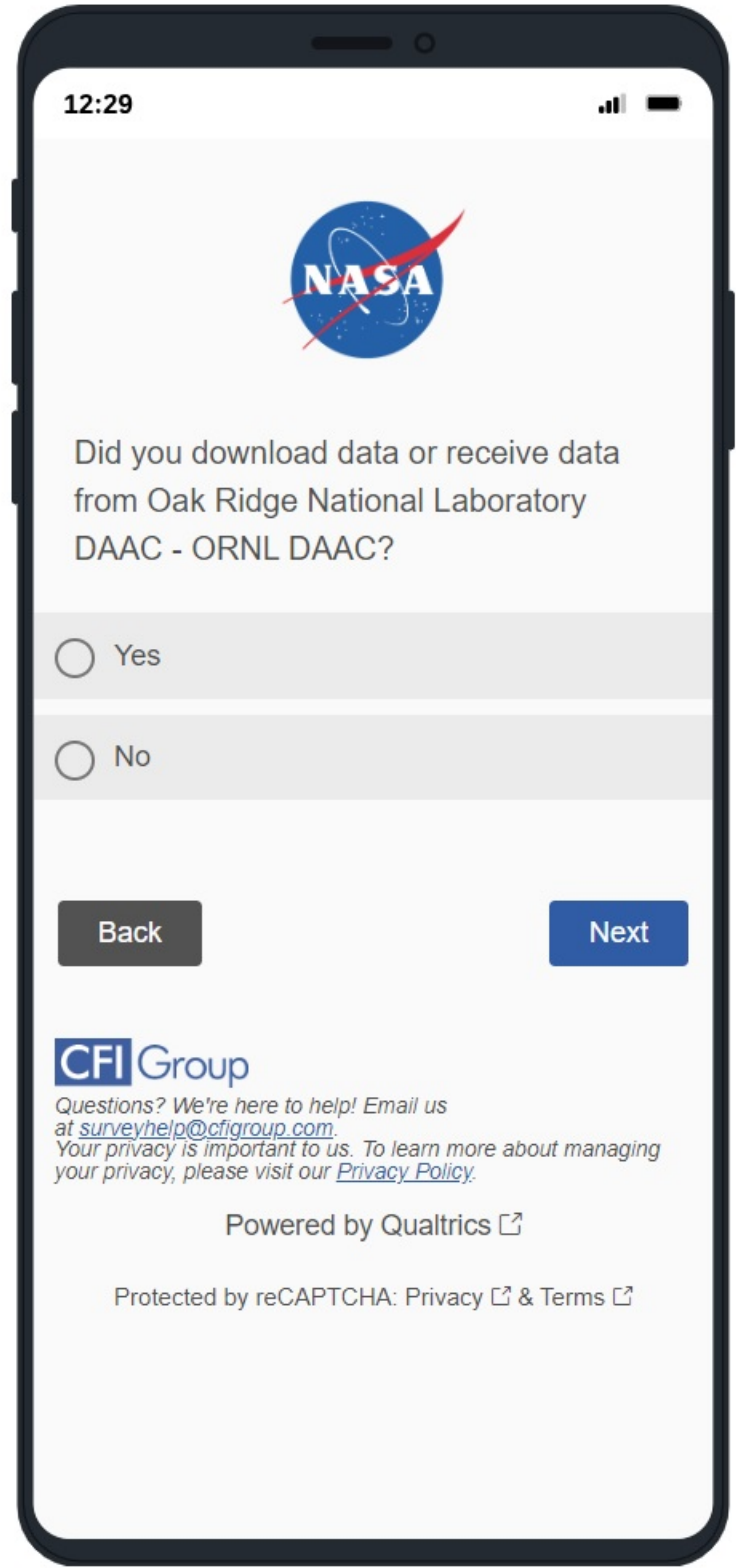 12:29
NASA
Did you download data or receive data
from Oak Ridge National Laboratory
DAAC - ORNL DAAC?
Yes
No
Back
Next
CFI Group
Questions? We're here to help! Email us
at surveyhelp@cfigroup.com.
Your privacy is important to us. To learn more about managing
your privacy, please visit our Privacy Policy.
Powered by Qualtrics
Protected by reCAPTCHA: Privacy & Terms